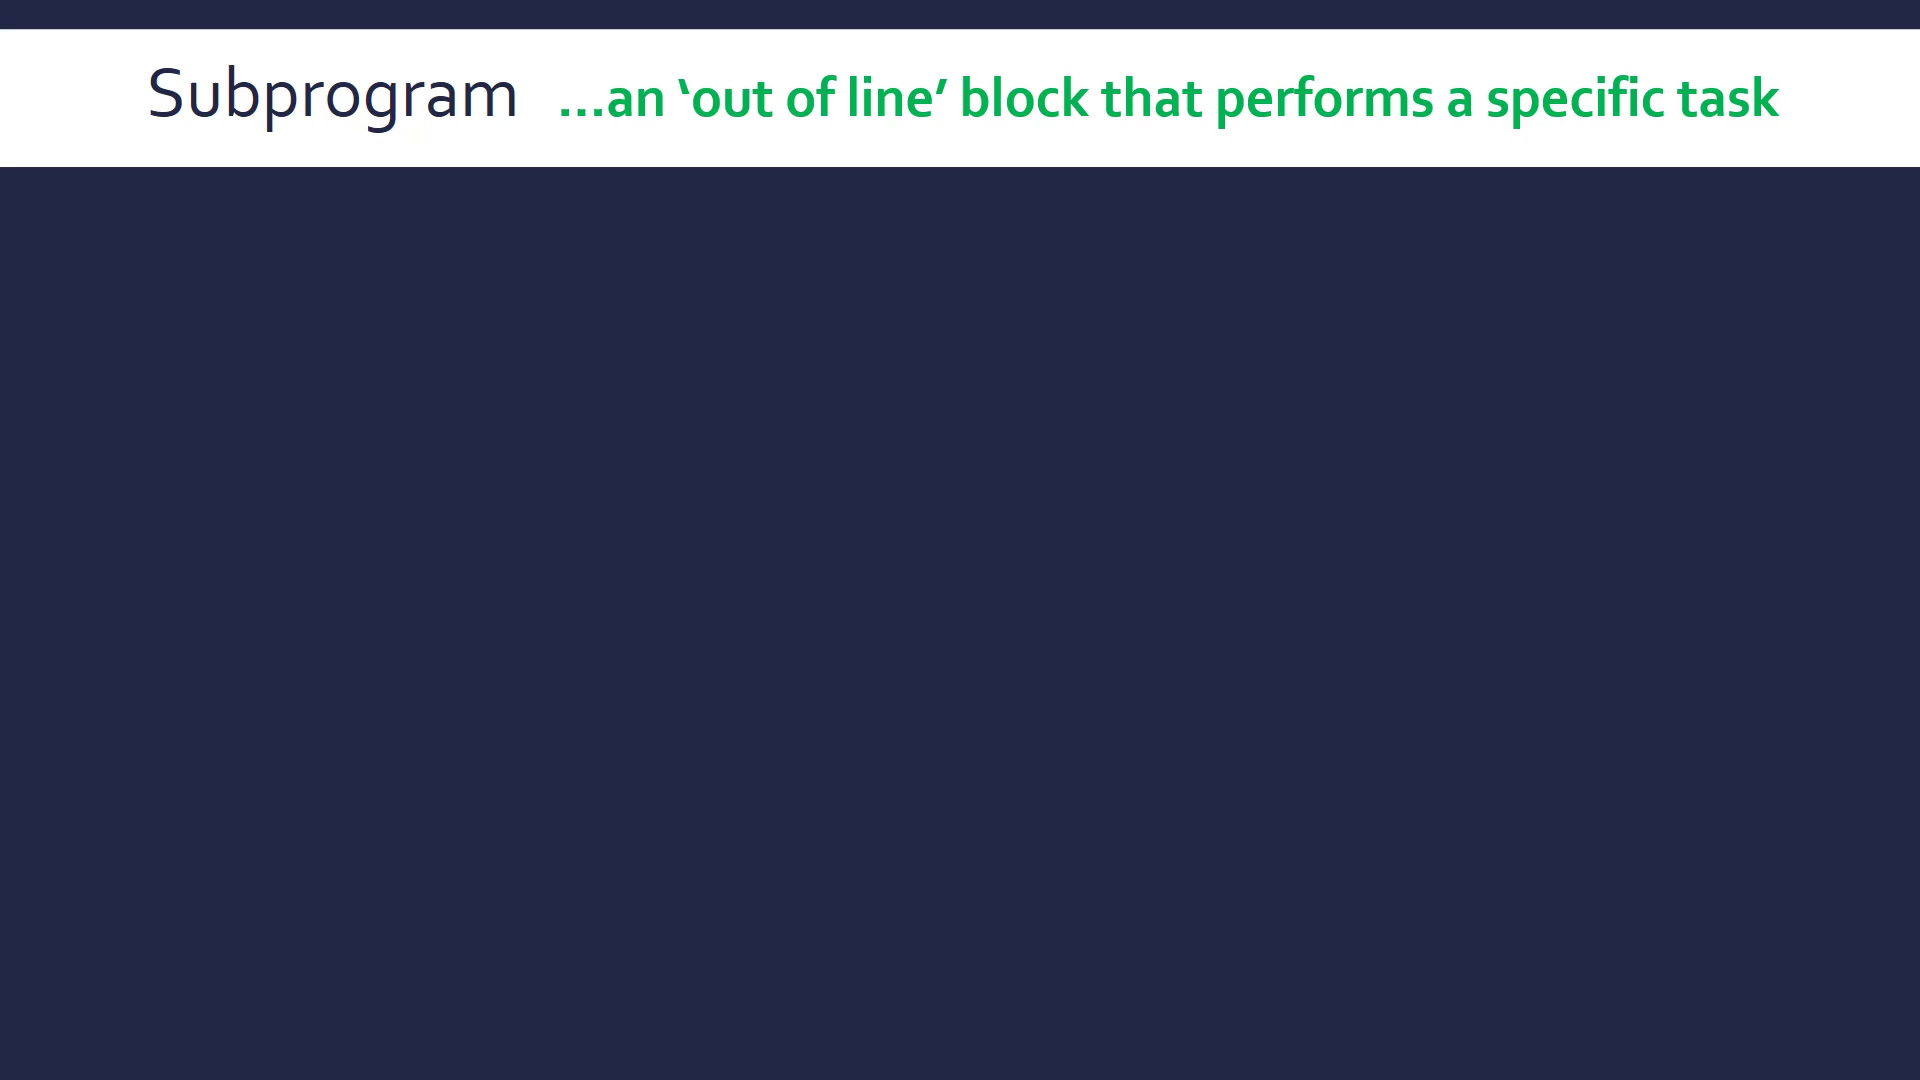 Subprogram …an ‘out of line’ block that performs a specific task